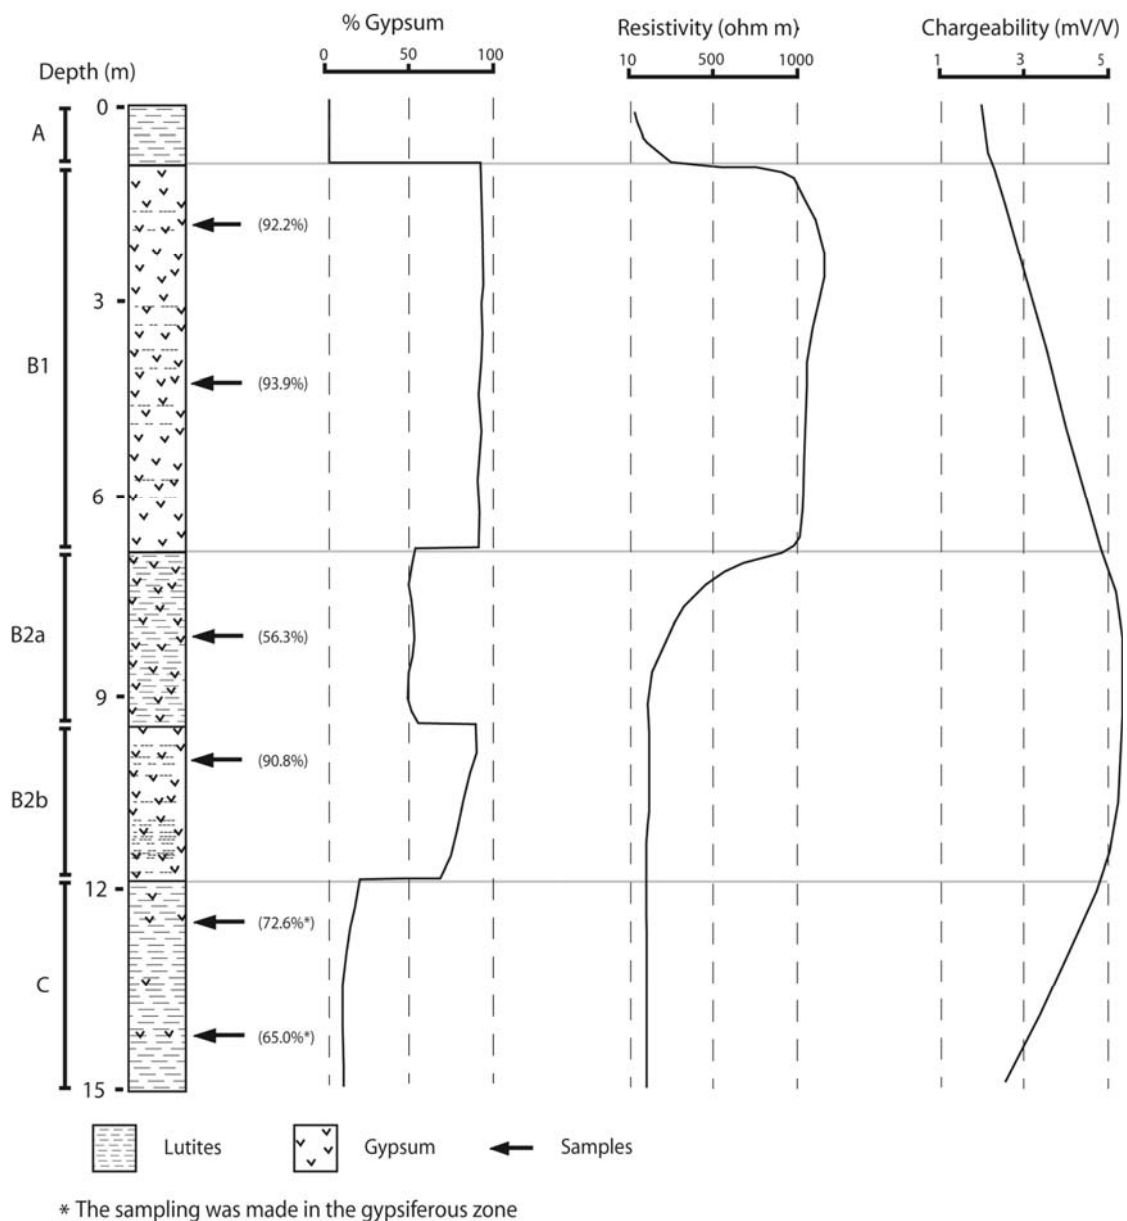 % Gypsum
Resistivity (ohm m)
Chargeability (mV/V)
0 50 100
10 500 1000
1 3 5
Depth (m)
0
A
(92.2%)
3
B1
(93.9%)
6
B2a
(56.3%)
9
(90.8%)
B2b
12
(72.6%*)
C
(65.0%*)
15
Lutites
Gypsum
Samples
* The sampling was made in the gypsiferous zone